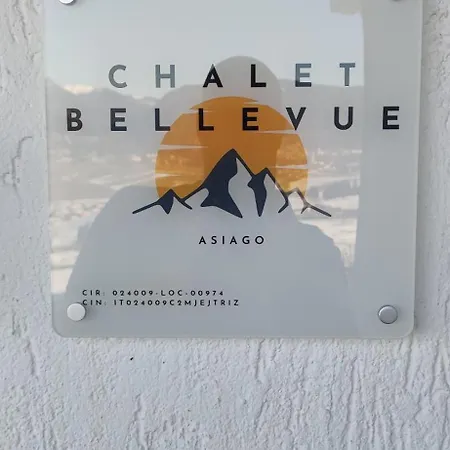 CHALET
BELLEVUE
ASIAGO
CIR: 024009-LOC-00974
CIN: IT024009C2MJEJTRIZ